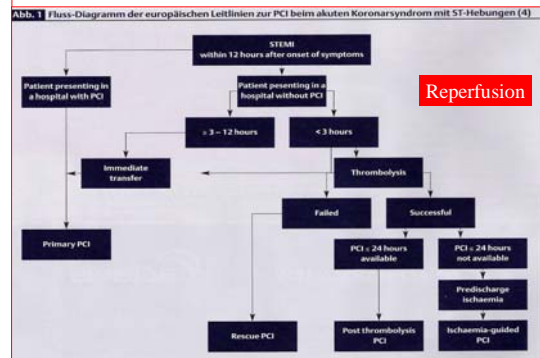 Abb. 1 Fluss-Diagramm der europäischen Leitlinien zur PCI beim akuten Koronarsyndrom mit ST-Hebungen (4)
STEMI
within 12 hours after onset of symptoms
Patient presenting in
a hospital with PCI
Patient pesenting in a
hospital without PCI
Reperfusion
≥ 3 – 12 hours
< 3 hours
Immediate
transfer
Thrombolysis
Failed
Successful
Primary PCI
PCI ≤ 24 hours
available
PCI ≤ 24 hours
not available
Predischarge
ischaemia
Rescue PCI
Post thrombolysis
PCI
Ischaemia-guided
PCI